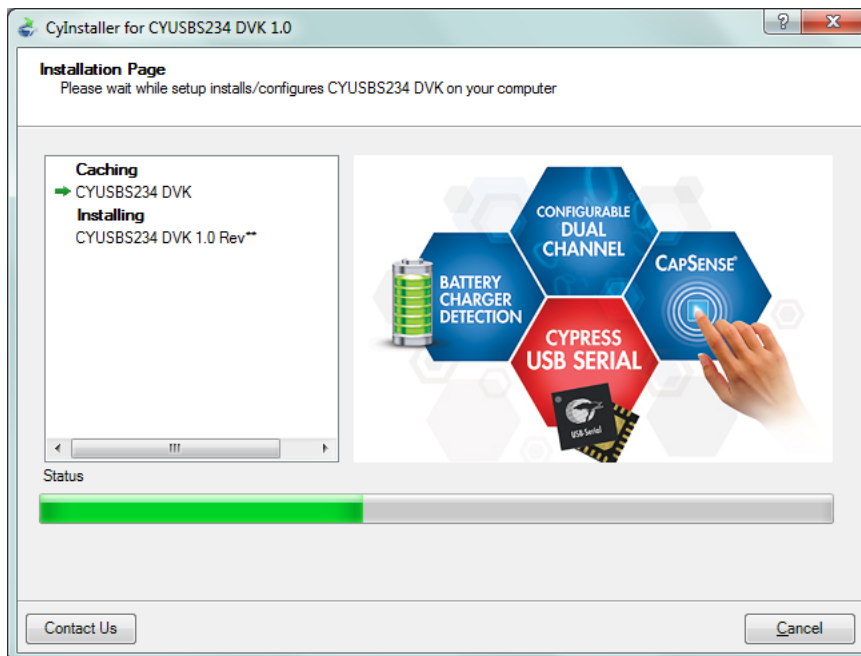 CyInstaller for CYUSBS234 DVK 1.0
Installation Page
Please wait while setup installs/configures CYUSBS234 DVK on your computer
Caching
CYUSBS234 DVK
Installing
CYUSBS234 DVK 1.0 Rev**
CONFIGURABLE
DUAL
CHANNEL
BATTERY
CHARGER
DETECTION
CAPSENSE®
CYPRESS
USB SERIAL
USB-Serial
Status
Contact Us
Cancel